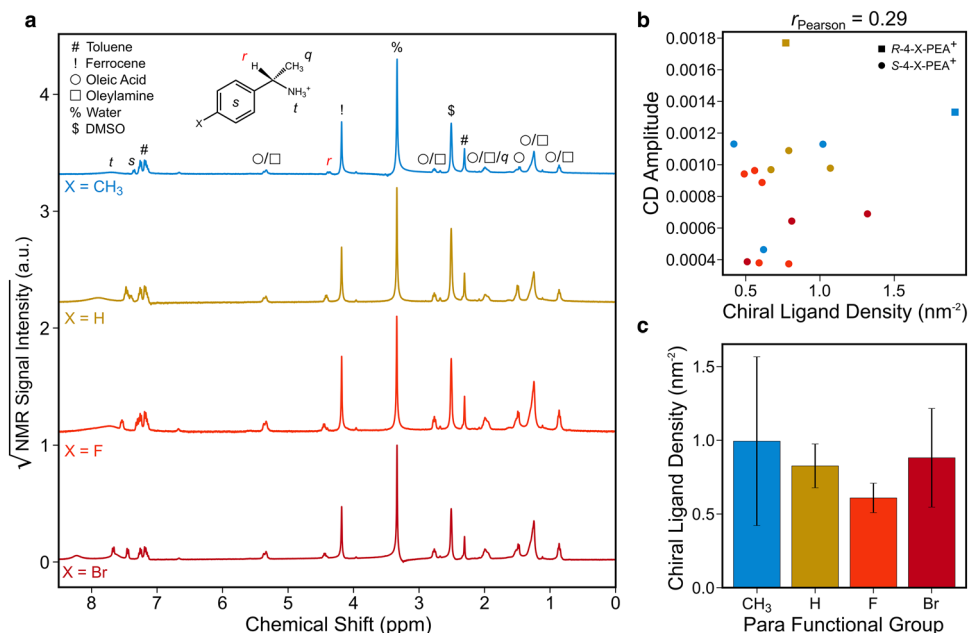 a
# Toluene
! Ferrocene
○ Oleic Acid
□ Oleylamine
% Water
$ DMSO
r
H
CH₃
q
s
NH₃⁺
t
X
%
!
$
#
t
s
#
○/□
r
○/□
○/□/q
○
○/□
○/□
X = CH₃
X = H
X = F
X = Br
4
3
2
1
0
√NMR Signal Intensity (a.u.)
8 7 6 5 4 3 2 1 0
Chemical Shift (ppm)
b
rPearson = 0.29
■ R-4-X-PEA⁺
● S-4-X-PEA⁺
0.0018
0.0016
0.0014
0.0012
0.0010
0.0008
0.0006
0.0004
CD Amplitude
0.5 1.0 1.5
Chiral Ligand Density (nm⁻²)
c
1.5
1.0
0.5
0.0
Chiral Ligand Density (nm⁻²)
CH₃ H F Br
Para Functional Group